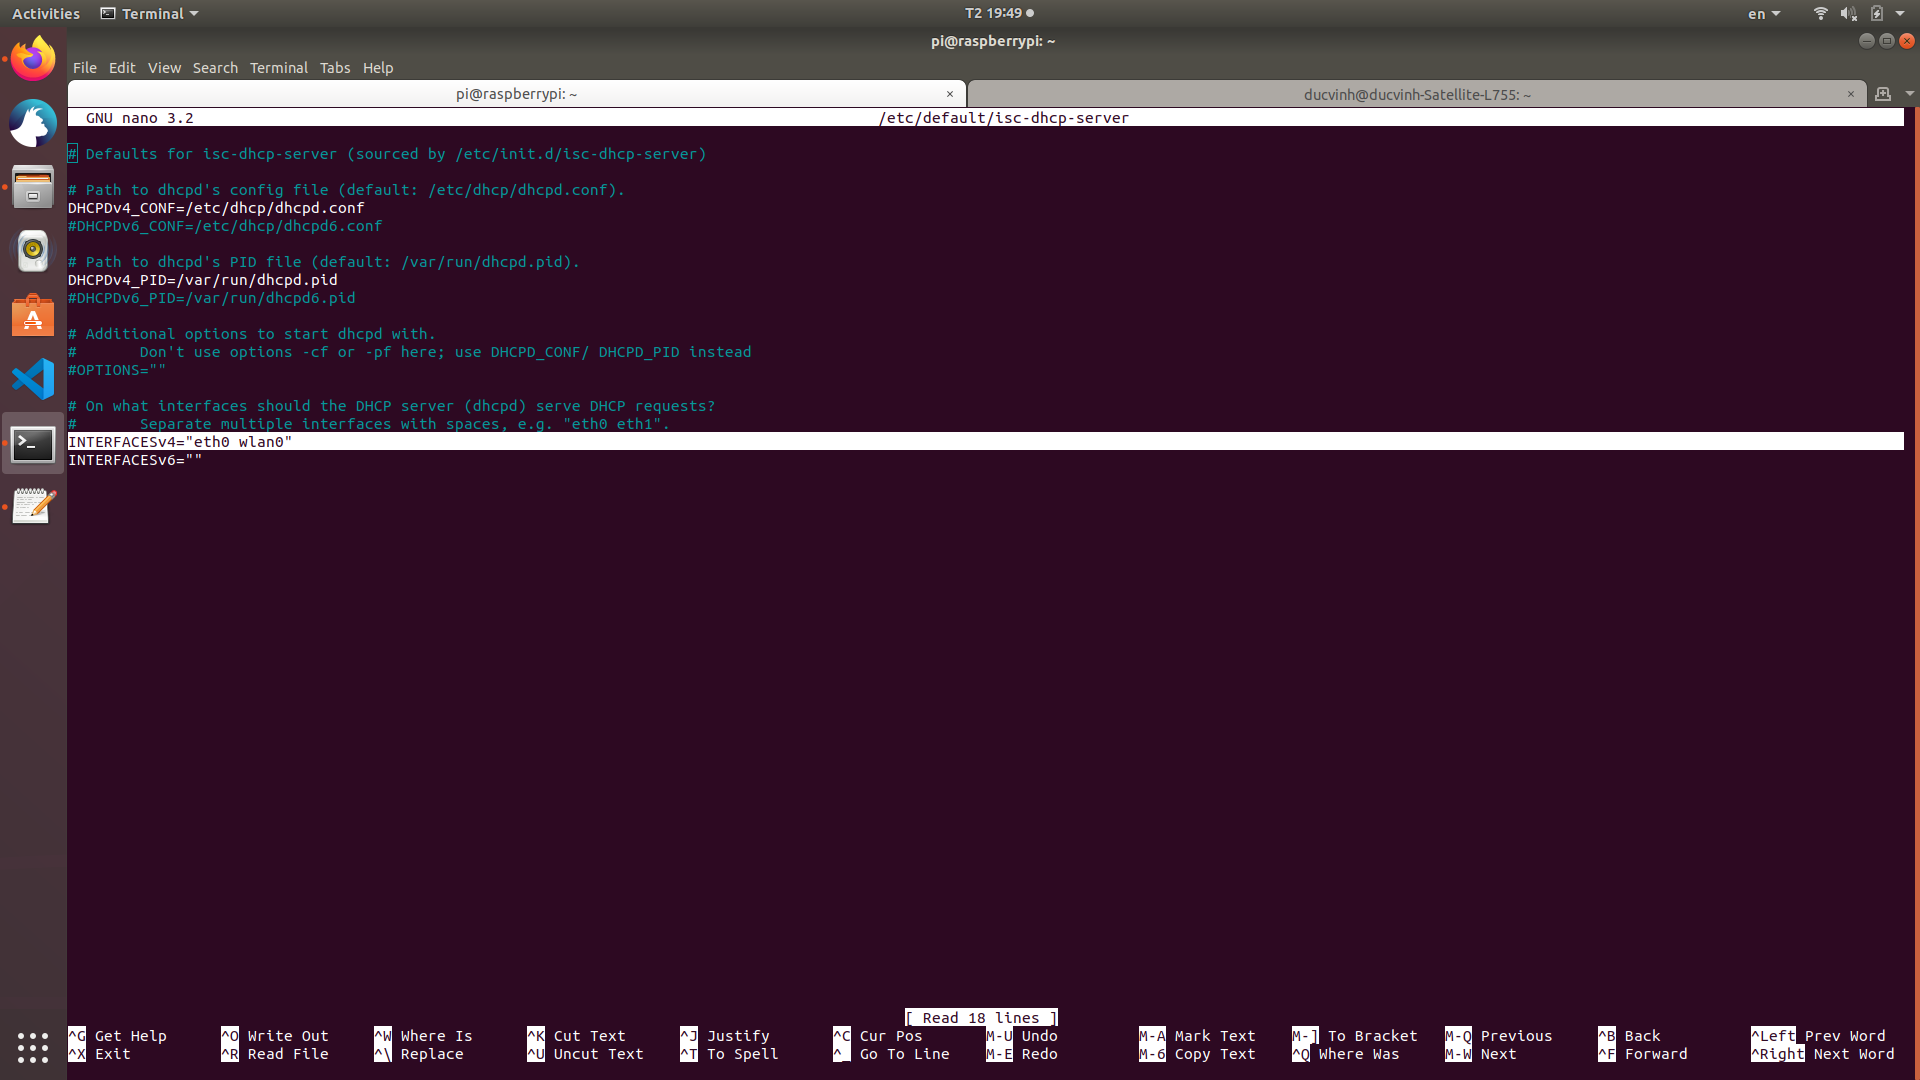 Activities Terminal T2 19:49 en
pi@raspberrypi: ~
File Edit View Search Terminal Tabs Help
pi@raspberrypi: ~ × ducvinh@ducvinh-Satellite-L755: ~ ×
GNU nano 3.2 /etc/default/isc-dhcp-server
# Defaults for isc-dhcp-server (sourced by /etc/init.d/isc-dhcp-server)
# Path to dhcpd's config file (default: /etc/dhcp/dhcpd.conf).
DHCPDv4_CONF=/etc/dhcp/dhcpd.conf
#DHCPDv6_CONF=/etc/dhcp/dhcpd6.conf
# Path to dhcpd's PID file (default: /var/run/dhcpd.pid).
DHCPDv4_PID=/var/run/dhcpd.pid
#DHCPDv6_PID=/var/run/dhcpd6.pid
# Additional options to start dhcpd with.
#       Don't use options -cf or -pf here; use DHCPD_CONF/ DHCPD_PID instead
#OPTIONS=""
# On what interfaces should the DHCP server (dhcpd) serve DHCP requests?
#       Separate multiple interfaces with spaces, e.g. "eth0 eth1".
INTERFACESv4="eth0 wlan0"
INTERFACESv6=""
[ Read 18 lines ]
^G Get Help ^O Write Out ^W Where Is ^K Cut Text ^J Justify ^C Cur Pos M-U Undo M-A Mark Text M-] To Bracket M-Q Previous ^B Back ^Left Prev Word
^X Exit ^R Read File ^\ Replace ^U Uncut Text ^T To Spell ^_ Go To Line M-E Redo M-6 Copy Text ^Q Where Was M-W Next ^F Forward ^Right Next Word